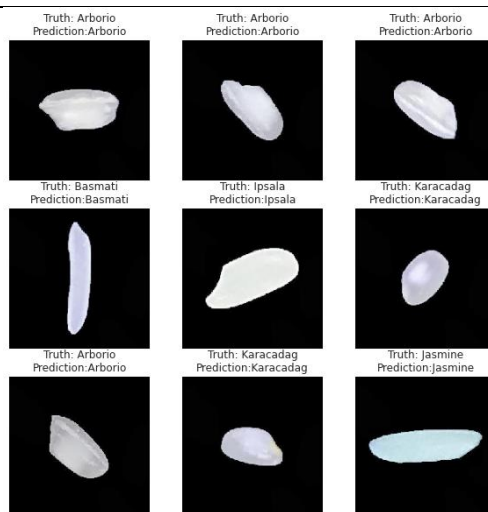 Truth: Arborio
Prediction:Arborio
Truth: Arborio
Prediction:Arborio
Truth: Arborio
Prediction:Arborio
Truth: Basmati
Prediction:Basmati
Truth: Ipsala
Prediction:Ipsala
Truth: Karacadag
Prediction:Karacadag
Truth: Arborio
Prediction:Arborio
Truth: Karacadag
Prediction:Karacadag
Truth: Jasmine
Prediction:Jasmine